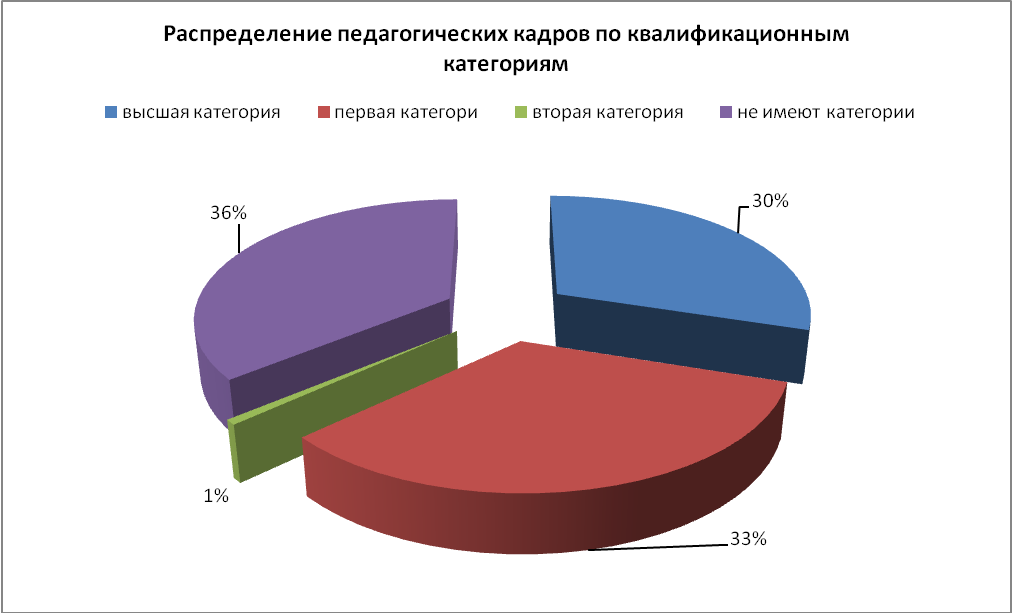 Распределение педагогических кадров по квалификационным
категориям
высшая категория первая категори вторая категория не имеют категории
36%
30%
1%
33%